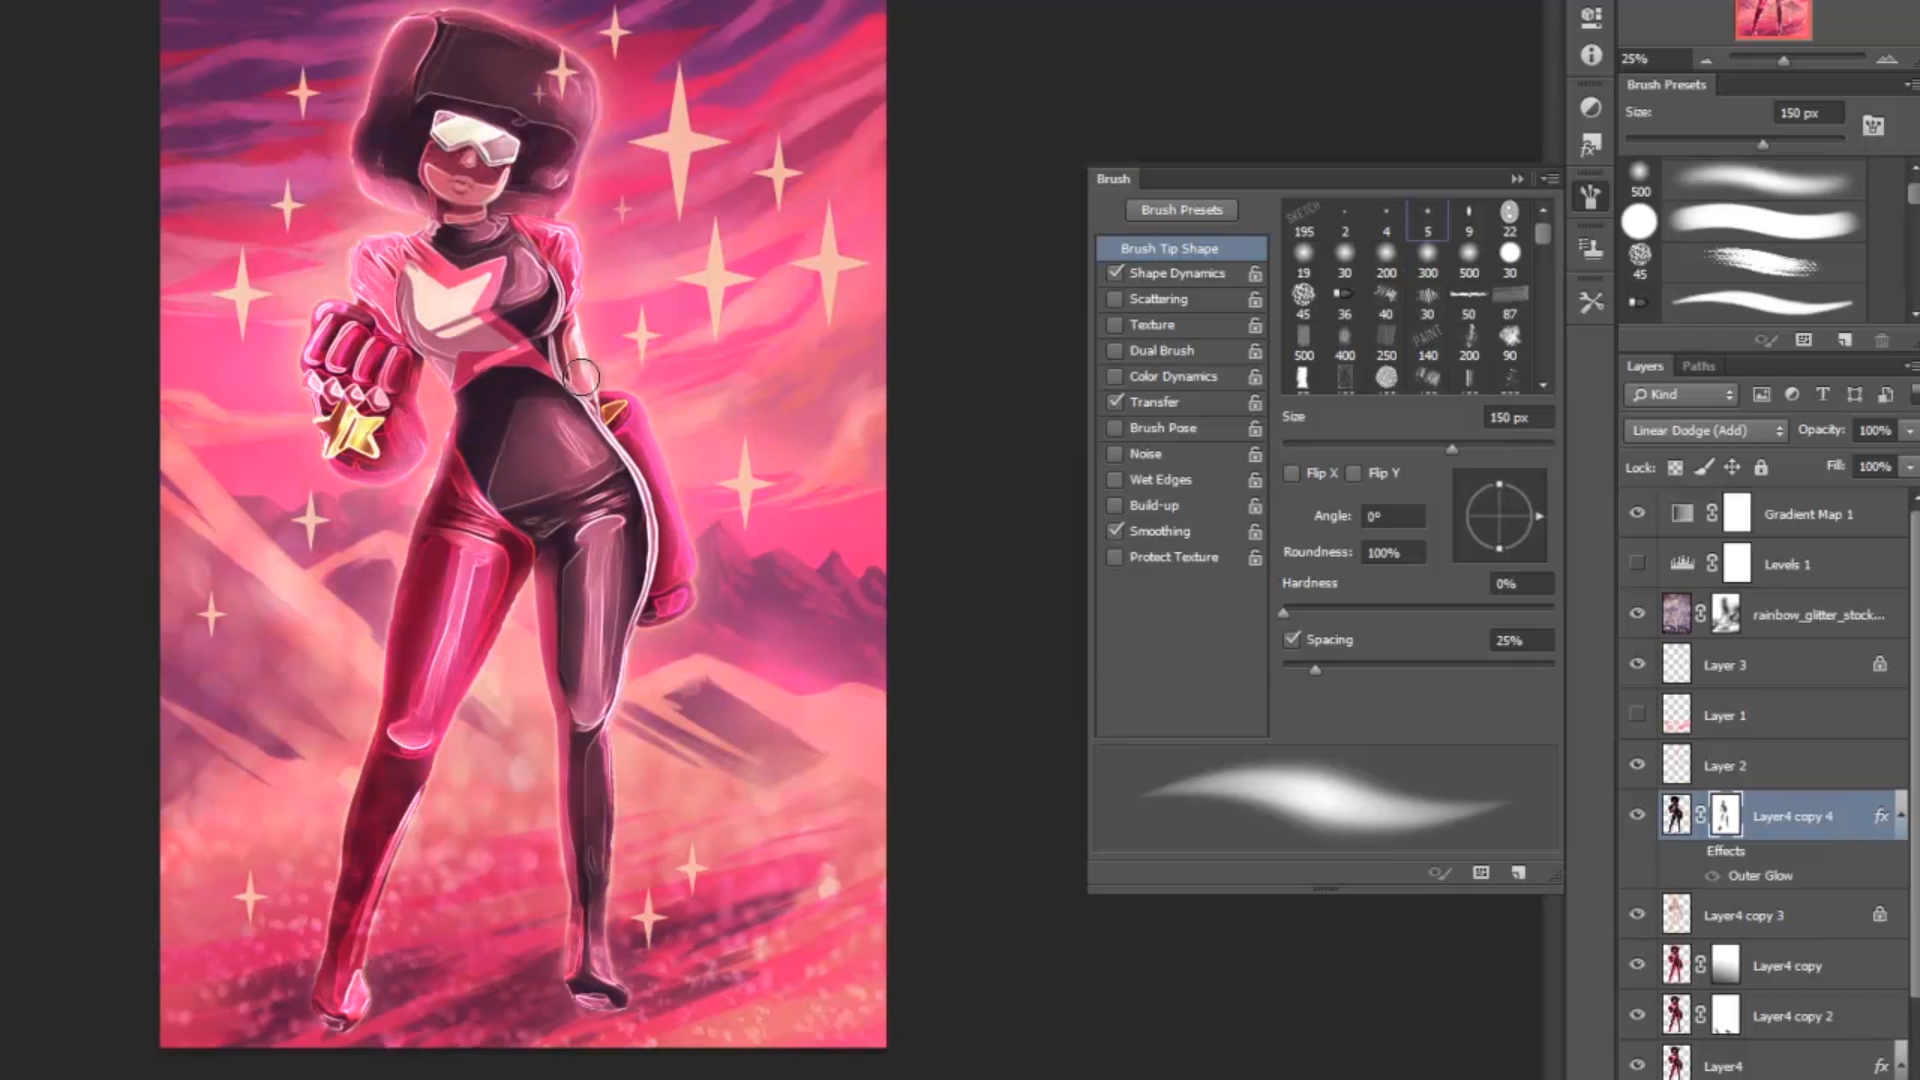 25%
Brush Presets
Size:
150 px
500
45
Brush
Brush Presets
Brush Tip Shape
Shape Dynamics
Scattering
Texture
Dual Brush
Color Dynamics
Transfer
Brush Pose
Noise
Wet Edges
Build-up
Smoothing
Protect Texture
SKETCH
195 2 4 5 9 22
19 30 200 300 500 30
45 36 40 30 50 87
PAINT
500 400 250 140 200 90
Size
150 px
Flip X
Flip Y
Angle:
0º
Roundness:
100%
Hardness
0%
Spacing
25%
Layers
Paths
Kind
T
Linear Dodge (Add)
Opacity:
100%
Lock:
Fill:
100%
Gradient Map 1
Levels 1
rainbow_glitter_stock...
Layer 3
Layer 1
Layer 2
Layer4 copy 4
fx
Effects
Outer Glow
Layer4 copy 3
Layer4 copy
Layer4 copy 2
Layer4
fx